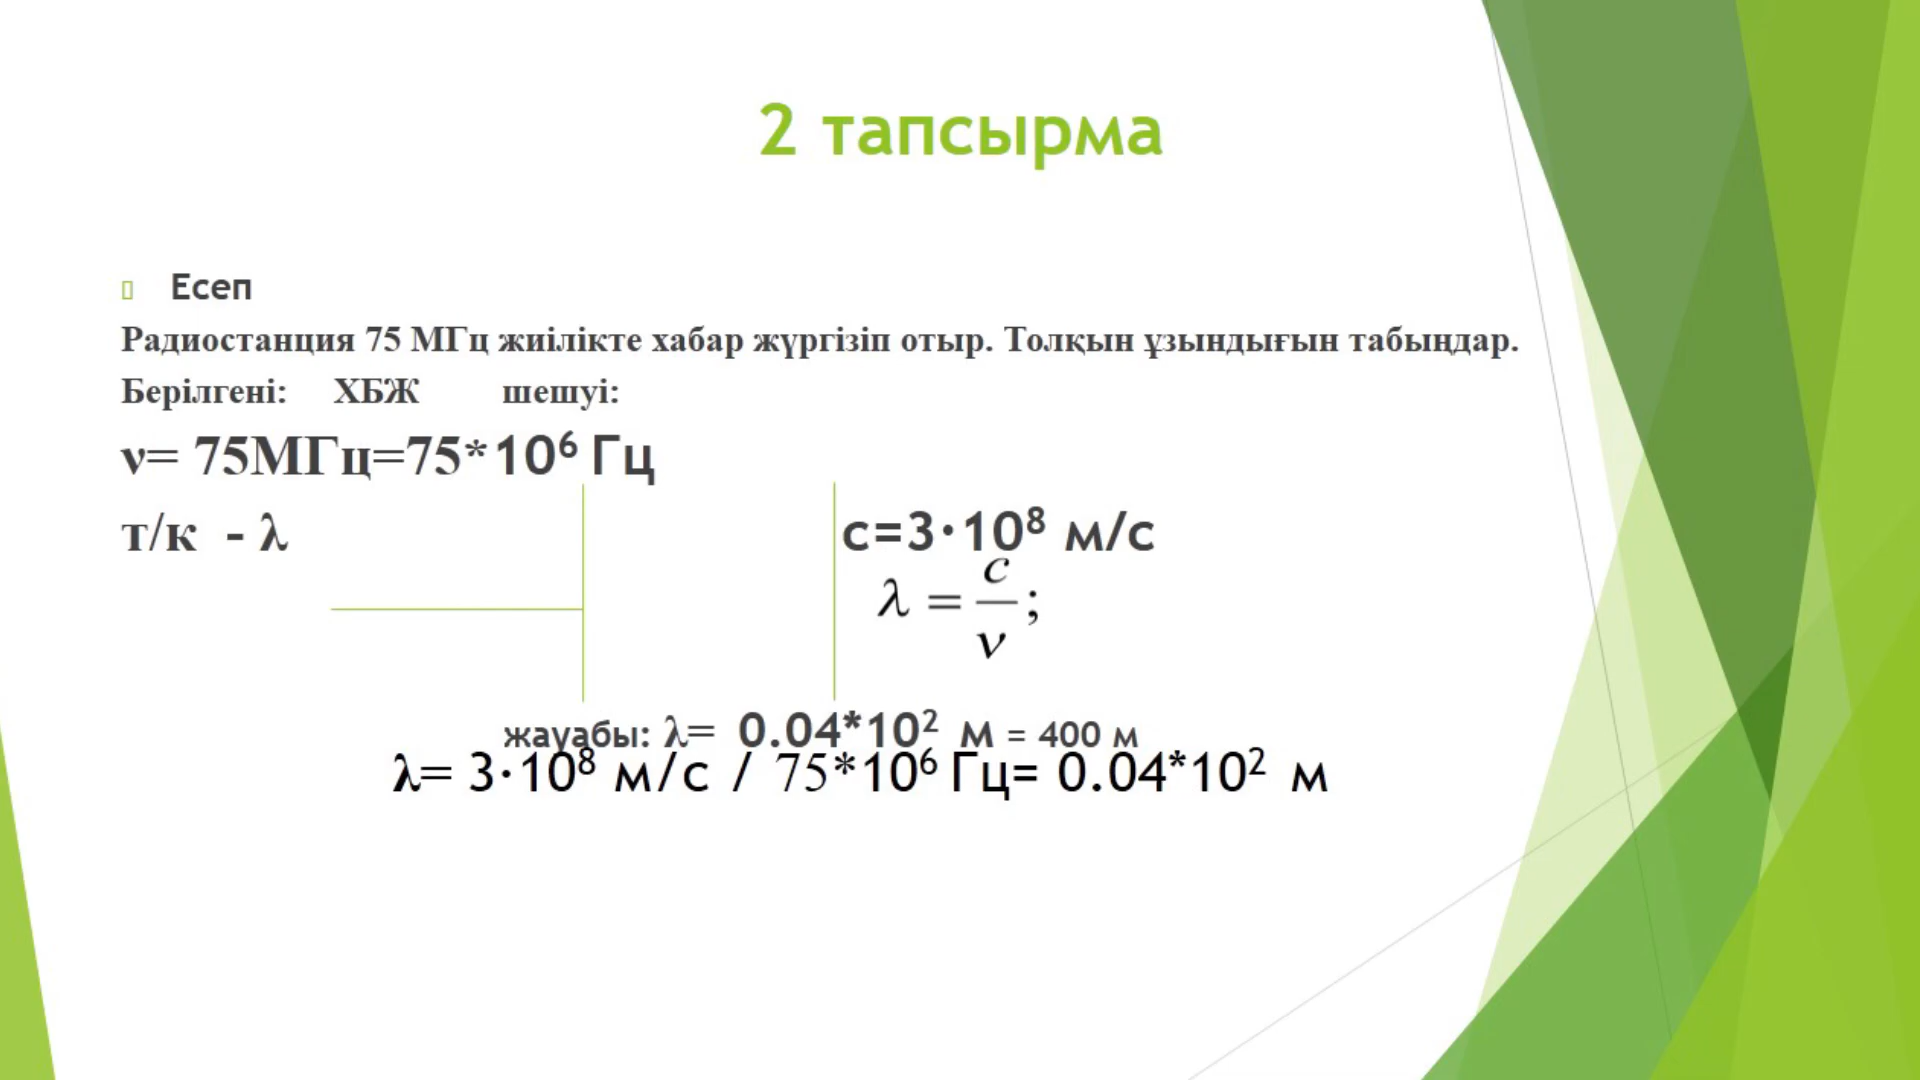 2 тапсырма
Есеп
Радиостанция 75 МГц жиілікте хабар жүргізіп отыр. Толқын ұзындығын табыңдар.
Берілгені: ХБЖ шешуі:
ν= 75МГц=75*10⁶ Гц
т/к - λ
с=3·10⁸ м/с
λ = c/ν ;
жауабы: λ= 0.04*10² м = 400 м
λ= 3·10⁸ м/с / 75*10⁶ Гц= 0.04*10² м